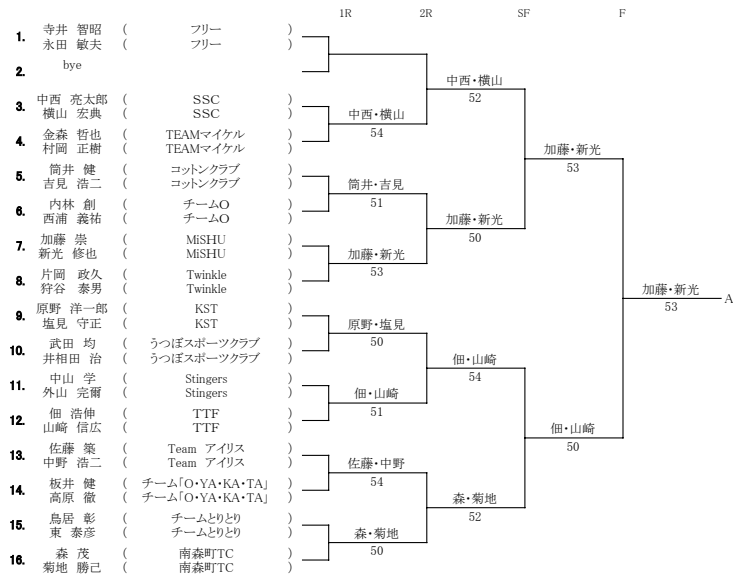 1R 2R SF F
1. 寺井 智昭 ( フリー )
永田 敏夫 ( フリー )
2. bye
中西・横山
52
3. 中西 亮太郎 ( SSC )
横山 宏典 ( SSC )
中西・横山
54
4. 金森 哲也 ( TEAMマイケル )
村岡 正樹 ( TEAMマイケル )
加藤・新光
53
5. 筒井 健 ( コットンクラブ )
吉見 浩二 ( コットンクラブ )
筒井・吉見
51
6. 内林 創 ( チームO )
西浦 義祐 ( チームO )
加藤・新光
50
7. 加藤 崇 ( MiSHU )
新光 修也 ( MiSHU )
加藤・新光
53
8. 片岡 政久 ( Twinkle )
狩谷 泰男 ( Twinkle )
加藤・新光
53
A
9. 原野 洋一郎 ( KST )
塩見 守正 ( KST )
原野・塩見
50
10. 武田 均 ( うつぼスポーツクラブ )
井相田 治 ( うつぼスポーツクラブ )
佃・山崎
54
11. 中山 学 ( Stingers )
外山 完爾 ( Stingers )
佃・山崎
51
12. 佃 浩伸 ( TTF )
山崎 信広 ( TTF )
佃・山崎
50
13. 佐藤 築 ( Team アイリス )
中野 浩二 ( Team アイリス )
佐藤・中野
54
14. 板井 健 ( チーム「O・YA・KA・TA」 )
高原 徹 ( チーム「O・YA・KA・TA」 )
森・菊地
52
15.鳥居 彰 ( チームとりとり )
東 泰彦 ( チームとりとり )
森・菊地
50
16. 森 茂 ( 南森町TC )
菊地 勝己 ( 南森町TC )